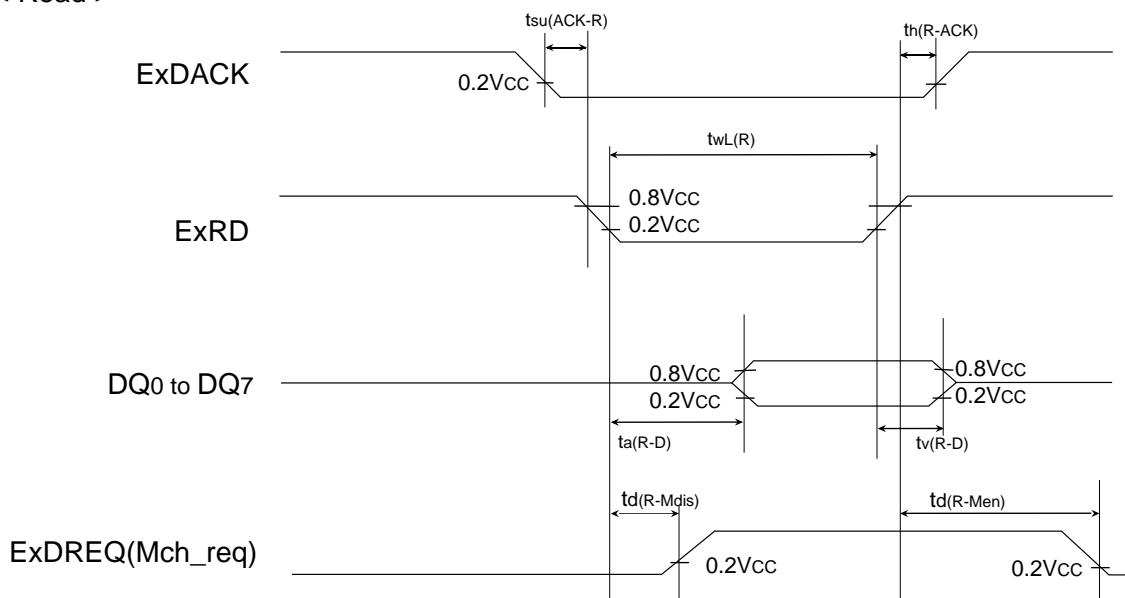 < Read >
tsu(ACK-R)
th(R-ACK)
ExDACK
0.2VCC
twL(R)
0.8VCC
ExRD
0.2VCC
DQ0 to DQ7
0.8VCC
0.8VCC
0.2VCC
0.2VCC
ta(R-D)
tv(R-D)
td(R-Mdis)
td(R-Men)
ExDREQ(Mch_req)
0.2VCC
0.2VCC